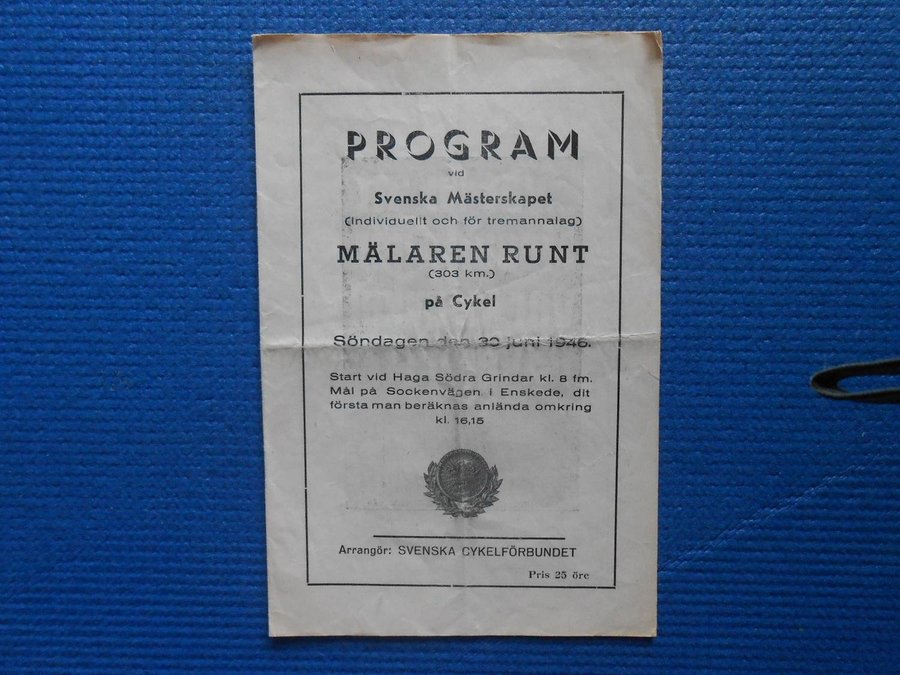 PROGRAM
vid
Svenska Mästerskapet
(Individuellt och för tremannalag)
MÄLAREN RUNT
(303 km.)
på Cykel
Söndagen den 30 juni 1946.
Start vid Haga Södra Grindar kl. 8 fm.
Mål på Sockenvägen i Enskede, dit
första man beräknas anlända omkring
kl. 16,15
Arrangör: SVENSKA CYKELFÖRBUNDET
Pris 25 öre